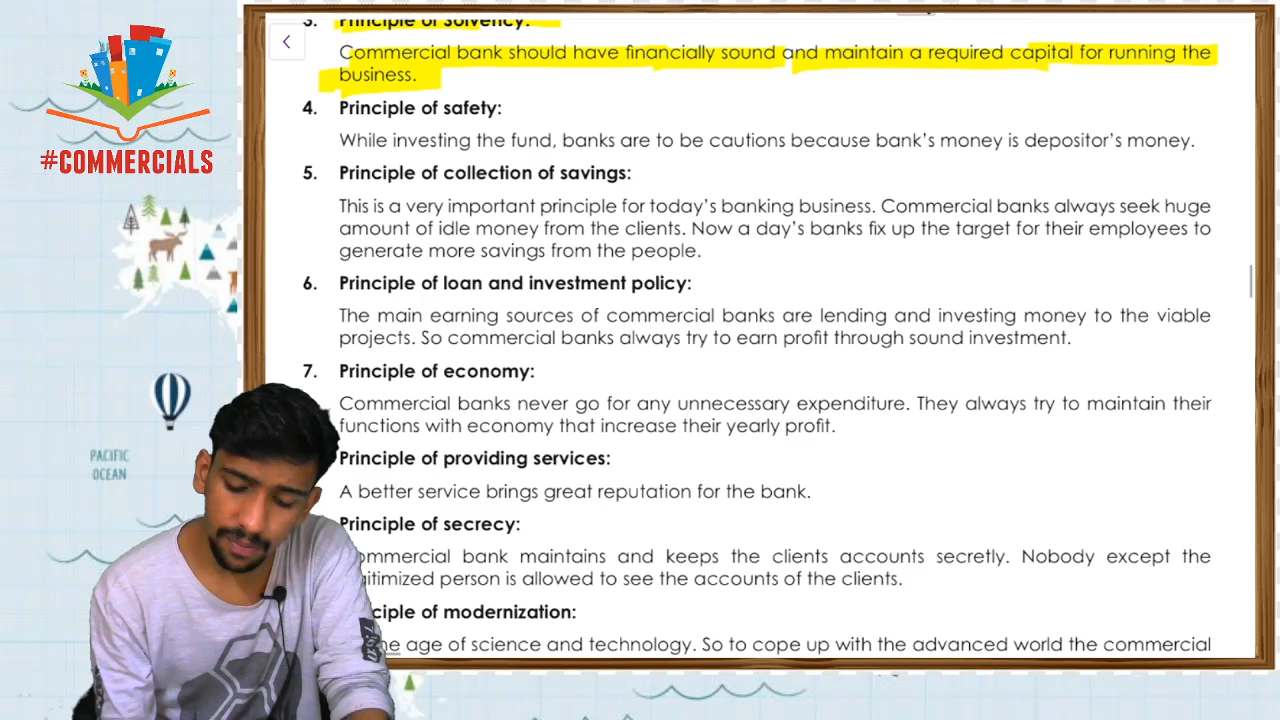 #COMMERCIALS
PACIFIC
OCEAN
3. Principle of solvency:
Commercial bank should have financially sound and maintain a required capital for running the
business.
4. Principle of safety:
While investing the fund, banks are to be cautions because bank's money is depositor's money.
5. Principle of collection of savings:
This is a very important principle for today's banking business. Commercial banks always seek huge
amount of idle money from the clients. Now a day's banks fix up the target for their employees to
generate more savings from the people.
6. Principle of loan and investment policy:
The main earning sources of commercial banks are lending and investing money to the viable
projects. So commercial banks always try to earn profit through sound investment.
7. Principle of economy:
Commercial banks never go for any unnecessary expenditure. They always try to maintain their
functions with economy that increase their yearly profit.
Principle of providing services:
A better service brings great reputation for the bank.
Principle of secrecy:
ommercial bank maintains and keeps the clients accounts secretly. Nobody except the
gitimized person is allowed to see the accounts of the clients.
ciple of modernization:
he age of science and technology. So to cope up with the advanced world the commercial